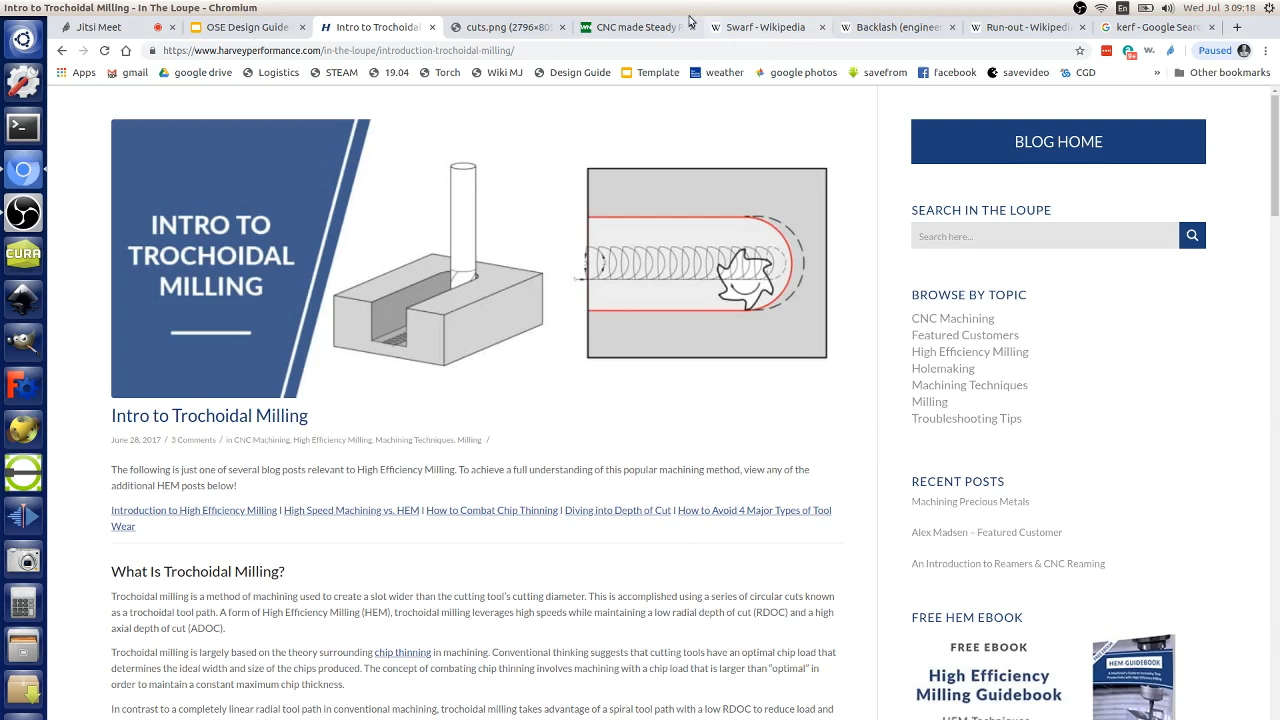 Intro to Trochoidal Milling - In The Loupe - Chromium
En
Wed Jul 3 09:18
Jitsi Meet
OSE Design Guide
Intro to Trochoidal
.png (2796×80
CNC made Steady
kerf - Wikipedia
Backlash (enginee
Run-out - Wikipedia
kerf - Google Search
https://www.harveyperformance.com/in-the-loupe/introduction-trochoidal-milling/
9+
w.
Paused
Apps
gmail
google drive
Logistics
STEAM
19.04
Torch
Wiki MJ
Design Guide
Template
weather
google photos
savefrom
facebook
savevideo
CGD
»
Other bookmarks
CURA
INTRO TO
TROCHOIDAL
MILLING
Intro to Trochoidal Milling
June 28, 2017 / 3 Comments / in CNC Machining, High Efficiency Milling, Machining Techniques, Milling /
The following is just one of several blog posts relevant to High Efficiency Milling. To achieve a full understanding of this popular machining method, view any of the
additional HEM posts below!
Introduction to High Efficiency Milling I High Speed Machining vs. HEM I How to Combat Chip Thinning I Diving into Depth of Cut I How to Avoid 4 Major Types of Tool
Wear
What Is Trochoidal Milling?
Trochoidal milling is a method of machining used to create a slot wider than the cutting tool's cutting diameter. This is accomplished using a series of circular cuts known
as a trochoidal tool path. A form of High Efficiency Milling (HEM), trochoidal milling leverages high speeds while maintaining a low radial depth of cut (RDOC) and a high
axial depth of cut (ADOC).
Trochoidal milling is largely based on the theory surrounding chip thinning in machining. Conventional thinking suggests that cutting tools have an optimal chip load that
determines the ideal width and size of the chips produced. The concept of combating chip thinning involves machining with a chip load that is larger than "optimal" in
order to maintain a constant maximum chip thickness.
In contrast to a completely linear radial tool path in conventional machining, trochoidal milling takes advantage of a spiral tool path with a low RDOC to reduce load and
BLOG HOME
SEARCH IN THE LOUPE
Search here...
BROWSE BY TOPIC
CNC Machining
Featured Customers
High Efficiency Milling
Holemaking
Machining Techniques
Milling
Troubleshooting Tips
RECENT POSTS
Machining Precious Metals
Alex Madsen – Featured Customer
An Introduction to Reamers & CNC Reaming
FREE HEM EBOOK
FREE EBOOK
High Efficiency
Milling Guidebook
HEM Techniques
HEM GUIDEBOOK